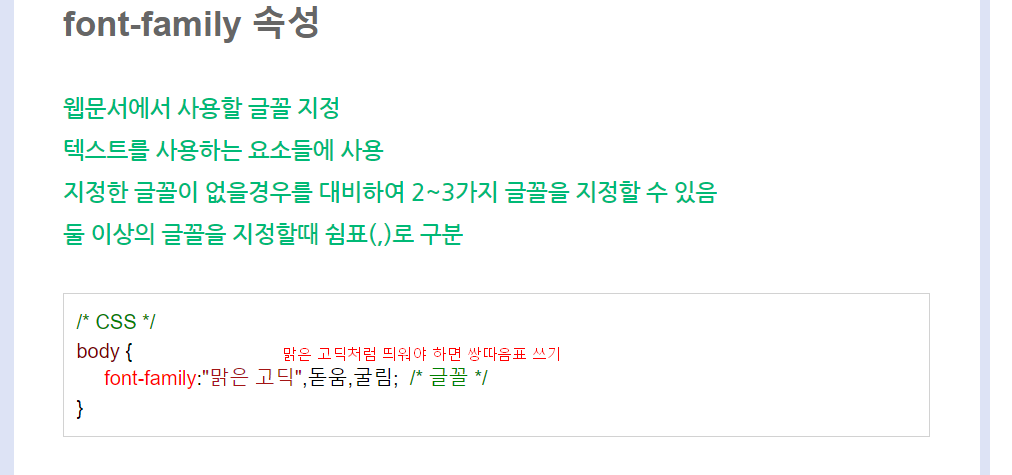 font-family 속성
웹문서에서 사용할 글꼴 지정
텍스트를 사용하는 요소들에 사용
지정한 글꼴이 없을경우를 대비하여 2~3가지 글꼴을 지정할 수 있음
둘 이상의 글꼴을 지정할때 쉼표(,)로 구분
/* CSS */
body {
맑은 고딕처럼 띄워야 하면 쌍따옴표 쓰기
font-family:"맑은 고딕",돋움,굴림; /* 글꼴 */
}